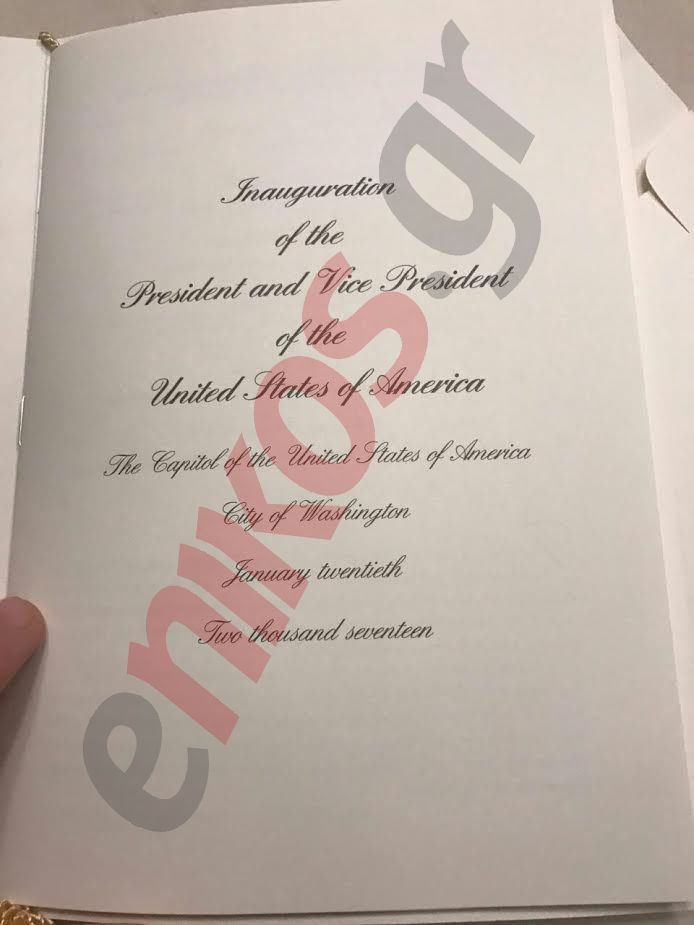 Inauguration
of the
President and Vice President
of the
United States of America
The Capitol of the United States of America
City of Washington
January twentieth
Two thousand seventeen
enikos.gr